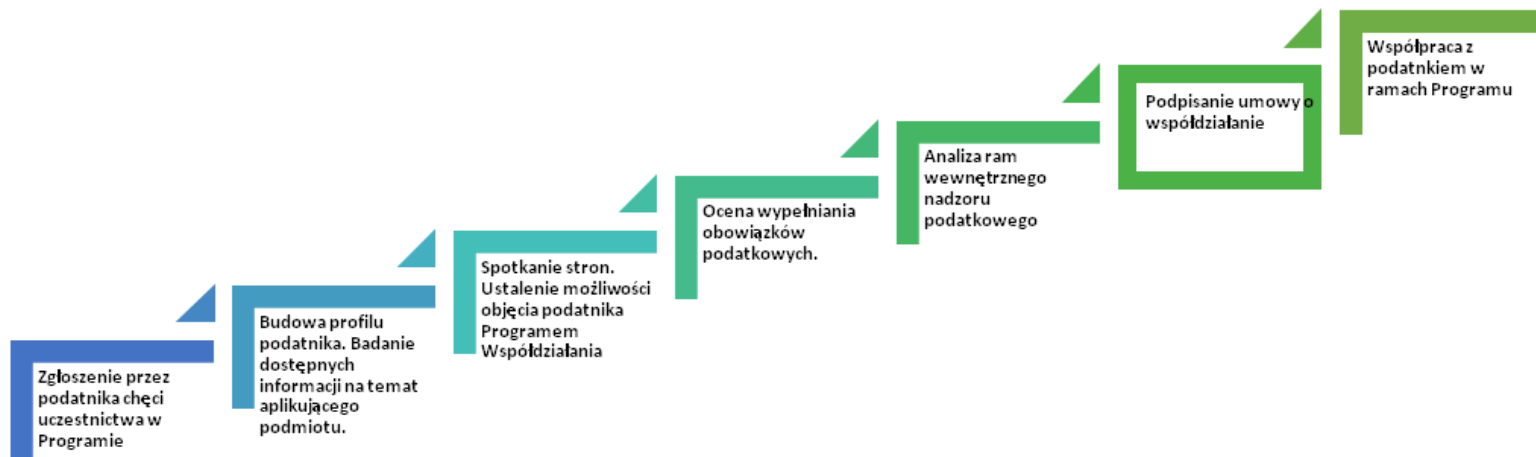 Zgłoszenie przez
podatnika chęci
uczestnictwa w
Programie
Budowa profilu
podatnika. Badanie
dostępnych
informacji na temat
aplikującego
podmiotu.
Spotkanie stron.
Ustalenie możliwości
objęcia podatnika
Programem
Współdziałania
Ocena wypełniania
obowiązków
podatkowych.
Analiza ram
wewnętrznego
nadzoru
podatkowego
Podpisanie umowy o
współdziałanie
Współpraca z
podatnkiem w
ramach Programu